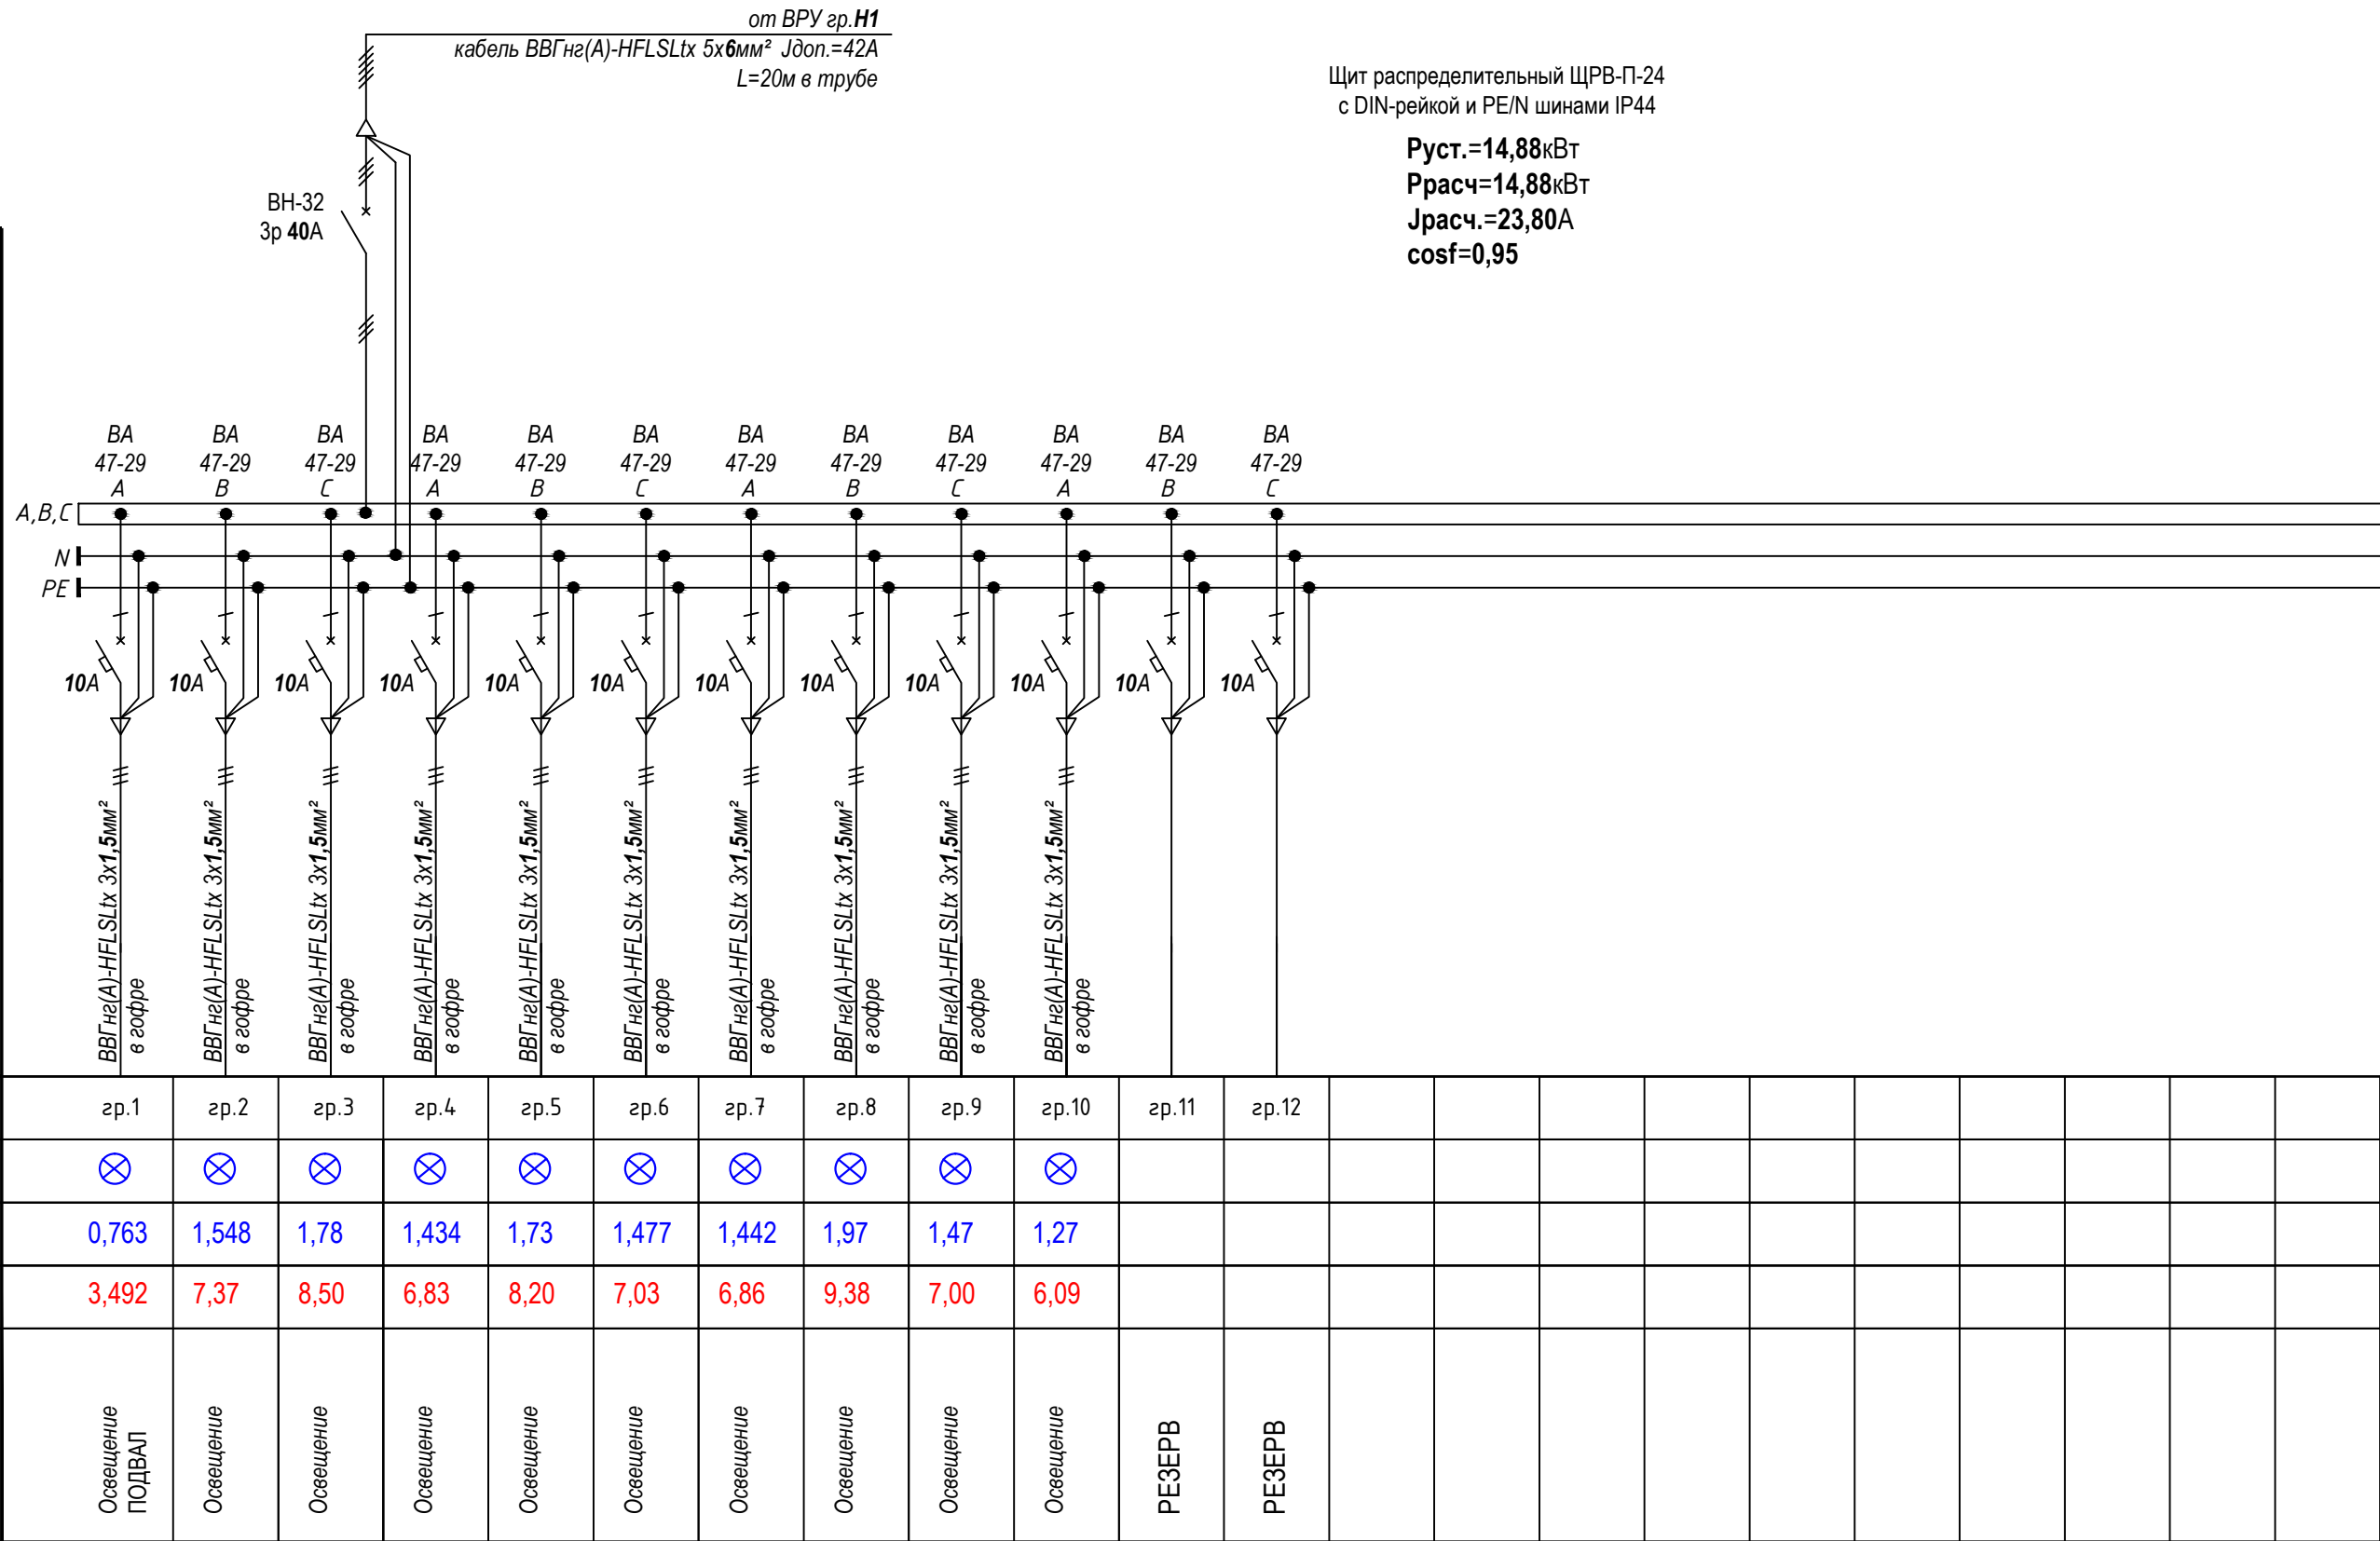 от ВРУ гр.Н1
кабель ВВГнг(А)-HFLSLtx 5х6мм² Jдоп.=42А
L=20м в трубе
Щит распределительный ЩРВ-П-24
с DIN-рейкой и PE/N шинами IP44
Руст.=14,88кВт
Ррасч=14,88кВт
Jрасч.=23,80А
cosf=0,95
ВН-32
3р 40А
ВА ВА ВА ВА ВА ВА ВА ВА ВА ВА ВА ВА
47-29 47-29 47-29 47-29 47-29 47-29 47-29 47-29 47-29 47-29 47-29 47-29
A B C A B C A B C A B C
A,B,C
N
PE
10А 10А 10А 10А 10А 10А 10А 10А 10А 10А 10А 10А
ВВГнг(А)-HFLSLtx 3х1,5мм²
в гофре
ВВГнг(А)-HFLSLtx 3х1,5мм²
в гофре
ВВГнг(А)-HFLSLtx 3х1,5мм²
в гофре
ВВГнг(А)-HFLSLtx 3х1,5мм²
в гофре
ВВГнг(А)-HFLSLtx 3х1,5мм²
в гофре
ВВГнг(А)-HFLSLtx 3х1,5мм²
в гофре
ВВГнг(А)-HFLSLtx 3х1,5мм²
в гофре
ВВГнг(А)-HFLSLtx 3х1,5мм²
в гофре
ВВГнг(А)-HFLSLtx 3х1,5мм²
в гофре
ВВГнг(А)-HFLSLtx 3х1,5мм²
в гофре
гр.1 гр.2 гр.3 гр.4 гр.5 гр.6 гр.7 гр.8 гр.9 гр.10 гр.11 гр.12
0,763 1,548 1,78 1,434 1,73 1,477 1,442 1,97 1,47 1,27
3,492 7,37 8,50 6,83 8,20 7,03 6,86 9,38 7,00 6,09
Освещение
ПОДВАЛ
Освещение
Освещение
Освещение
Освещение
Освещение
Освещение
Освещение
Освещение
Освещение
РЕЗЕРВ
РЕЗЕРВ